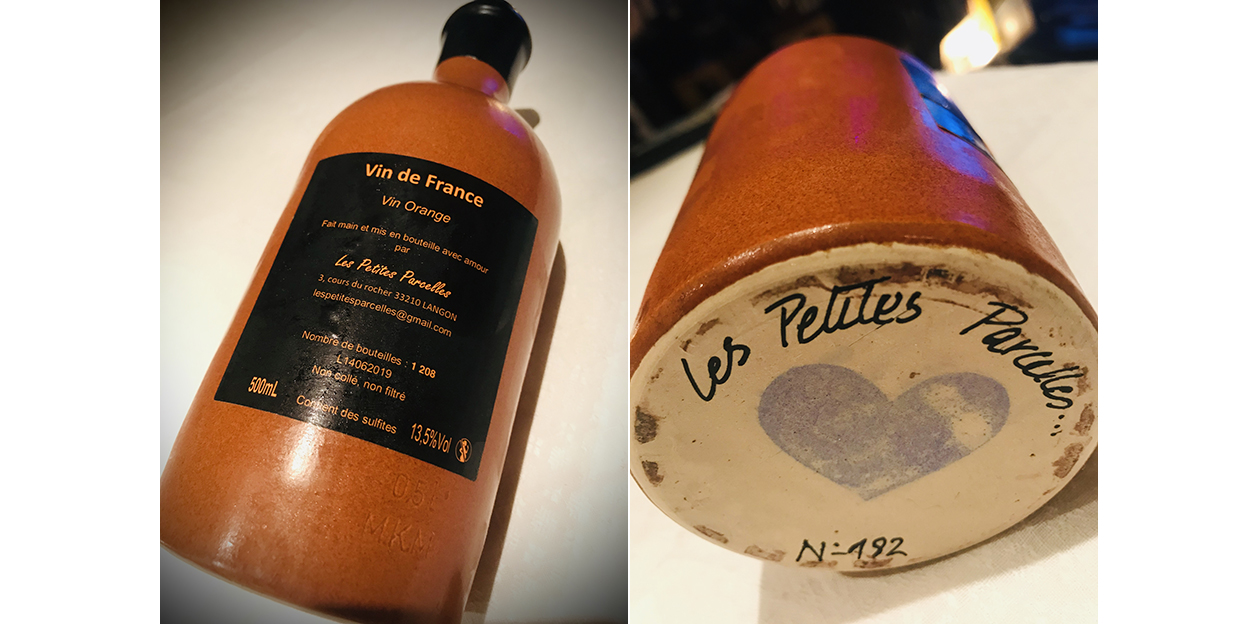 Vin de France
Vin Orange
Fait main et mis en bouteille avec amour
par
Les Petites Parcelles
3, cours du rocher 33210 LANGON
lespetitesparcelles@gmail.com
Nombre de bouteilles : 1 208
L14062019
Non collé, non filtré
500mL
Contient des sulfites
13,5%Vol
MKM
Les Petites Parcelles...
N=192